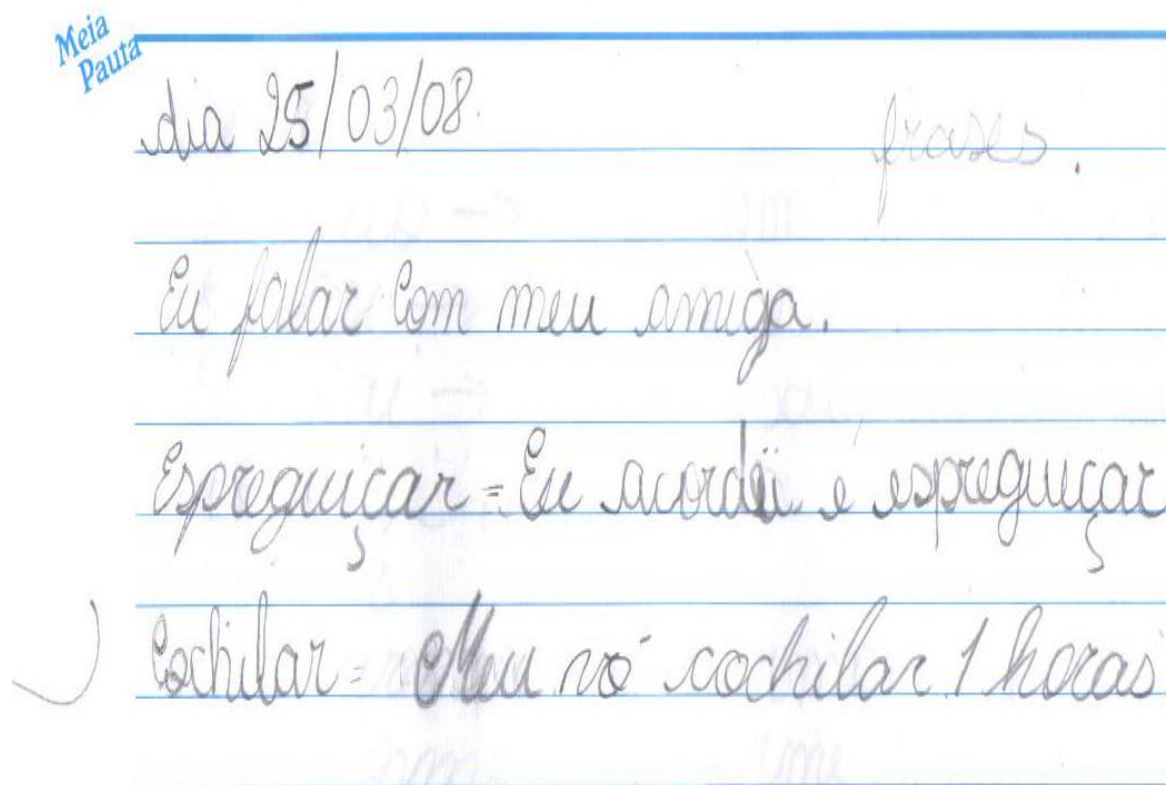 Meia
Pauta
dia 25/03/08. frases.
Eu falar com meu amiga.
Espreguiçar = Eu acordei é espreguiçar
Cochilar = Meu vó cochilar 1 horas